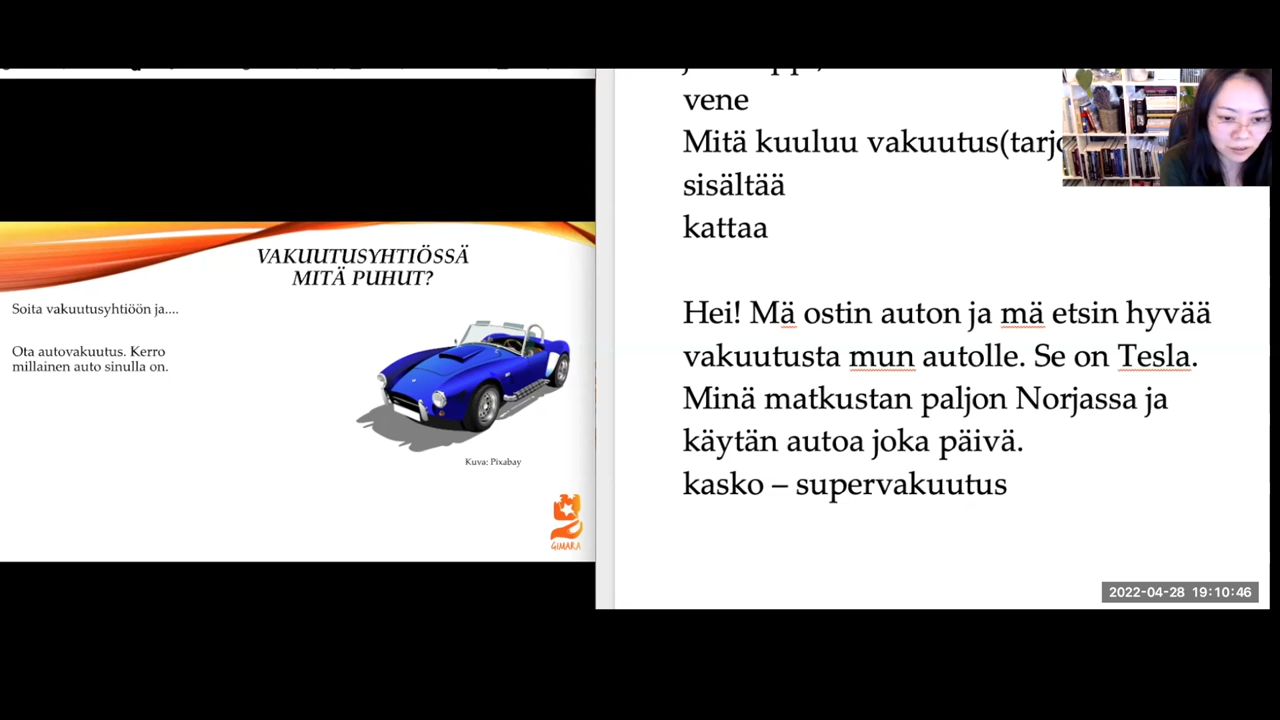 VAKUUTUSYHTIÖSSÄ
MITÄ PUHUT?
Soita vakuutusyhtiöön ja....
Ota autovakuutus. Kerro
millainen auto sinulla on.
Kuva: Pixabay
GIMARA
vene
Mitä kuuluu
sisältää
kattaa
Hei! Mä ostin auton ja mä etsin hyvää
vakuutusta mun autolle. Se on Tesla.
Minä matkustan paljon Norjassa ja
käytän autoa joka päivä.
kasko – supervakuutus
2022-04-28 19:10:46